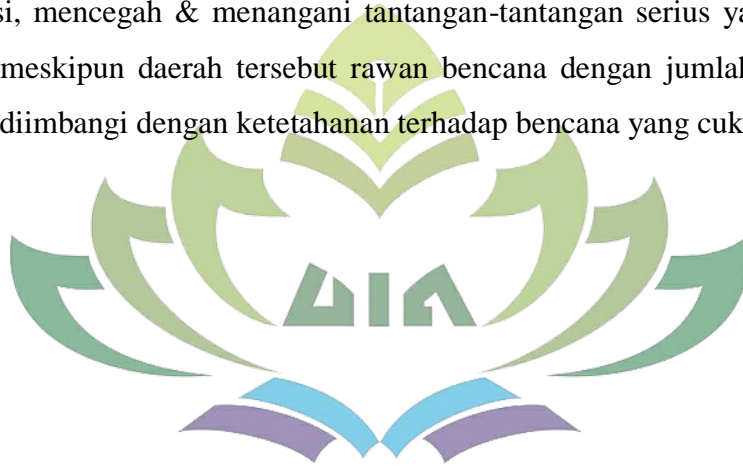 si, mencegah & menangani tantangan-tantangan serius ya
meskipun daerah tersebut rawan bencana dengan jumlah
diimbangi dengan ketetahanan terhadap bencana yang cuk
UIN